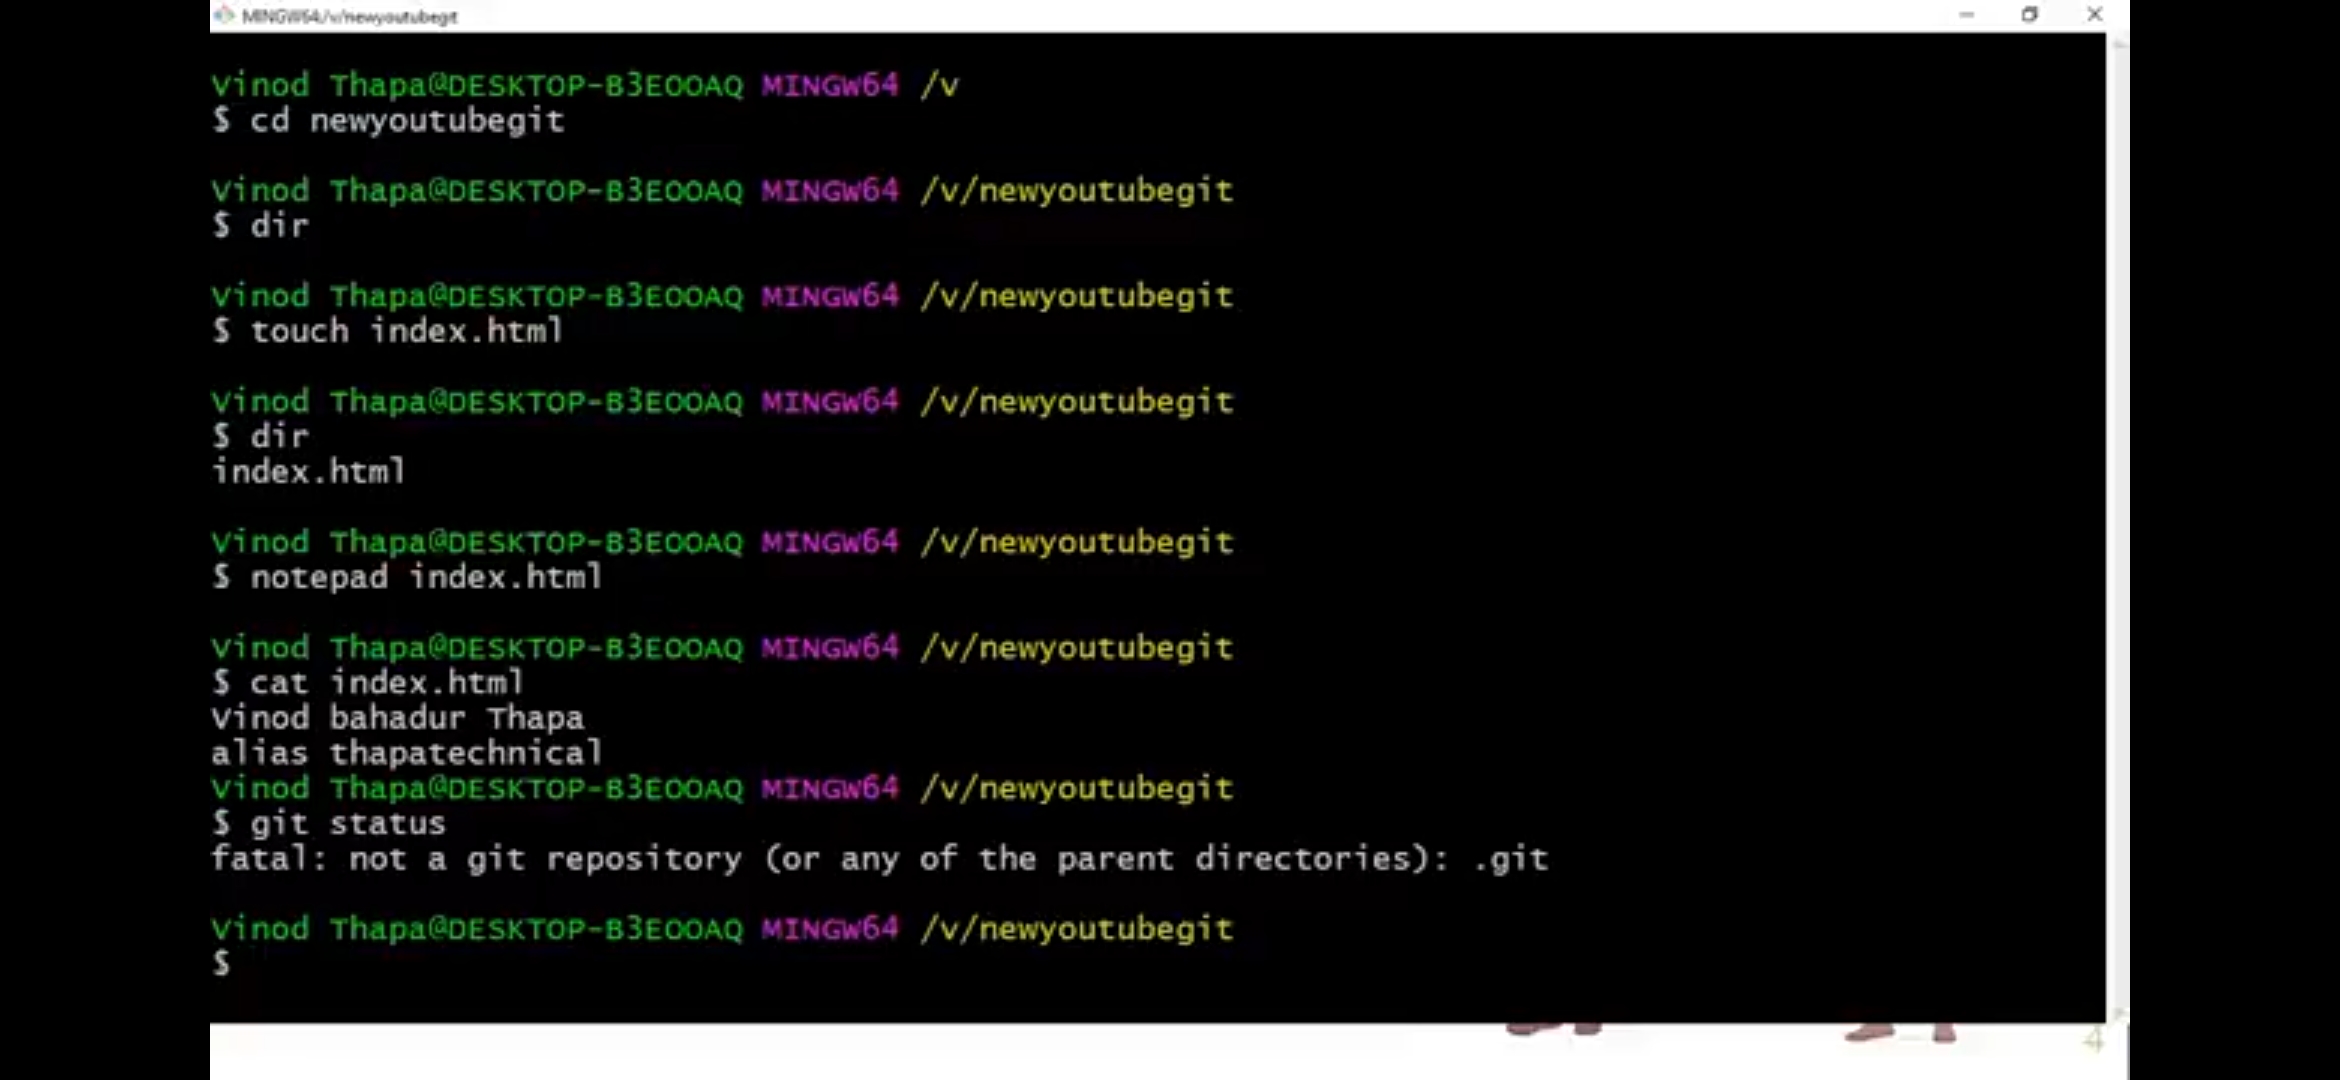 MINGW64:/v/newyoutubegit
Vinod Thapa@DESKTOP-B3EOOAQ MINGW64 /v
$ cd newyoutubegit
Vinod Thapa@DESKTOP-B3EOOAQ MINGW64 /v/newyoutubegit
$ dir
Vinod Thapa@DESKTOP-B3EOOAQ MINGW64 /v/newyoutubegit
$ touch index.html
Vinod Thapa@DESKTOP-B3EOOAQ MINGW64 /v/newyoutubegit
$ dir
index.html
Vinod Thapa@DESKTOP-B3EOOAQ MINGW64 /v/newyoutubegit
$ notepad index.html
Vinod Thapa@DESKTOP-B3EOOAQ MINGW64 /v/newyoutubegit
$ cat index.html
Vinod bahadur Thapa
alias thapatechnical
Vinod Thapa@DESKTOP-B3EOOAQ MINGW64 /v/newyoutubegit
$ git status
fatal: not a git repository (or any of the parent directories): .git
Vinod Thapa@DESKTOP-B3EOOAQ MINGW64 /v/newyoutubegit
$
4